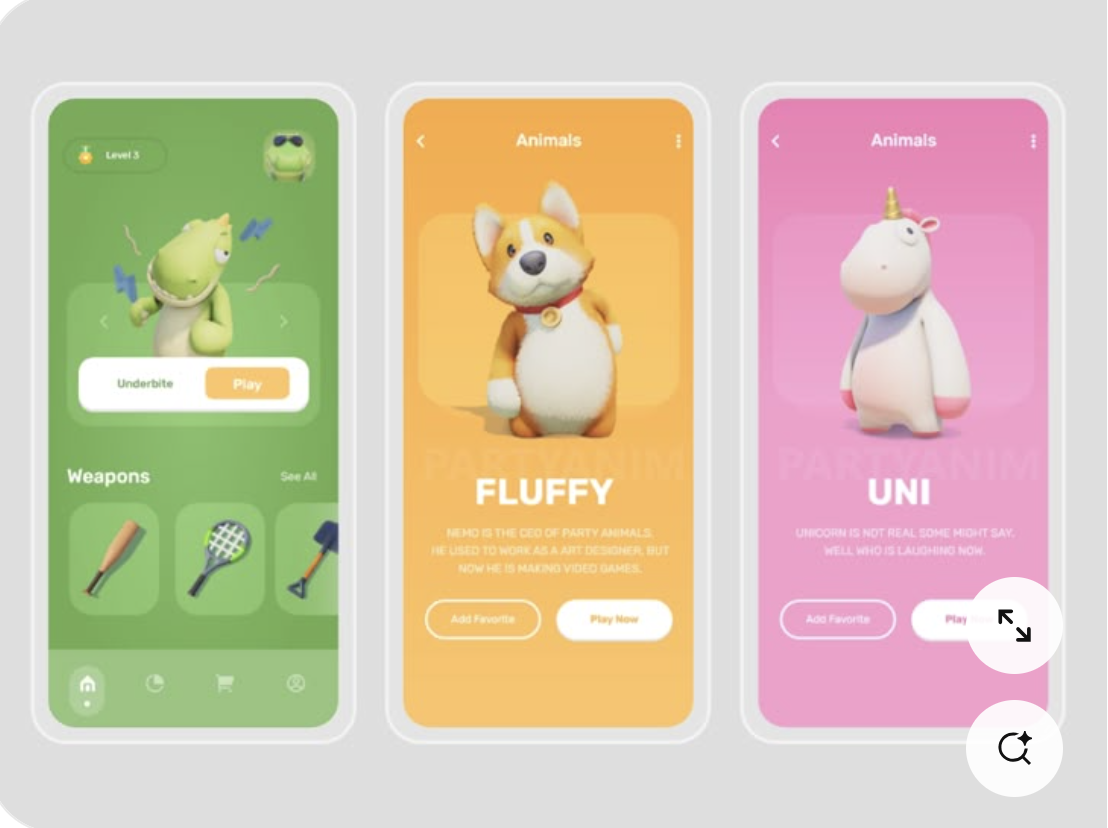 Level 3
Underbite
Play
Weapons
See All
Animals
PARTYANIM
FLUFFY
NEMO IS THE CEO OF PARTY ANIMALS.
HE USED TO WORK AS A ART DESIGNER, BUT
NOW HE IS MAKING VIDEO GAMES.
Add Favorite
Play Now
Animals
PARTYANIM
UNI
UNICORN IS NOT REAL SOME MIGHT SAY.
WELL WHO IS LAUGHING NOW.
Add Favorite
Play Now